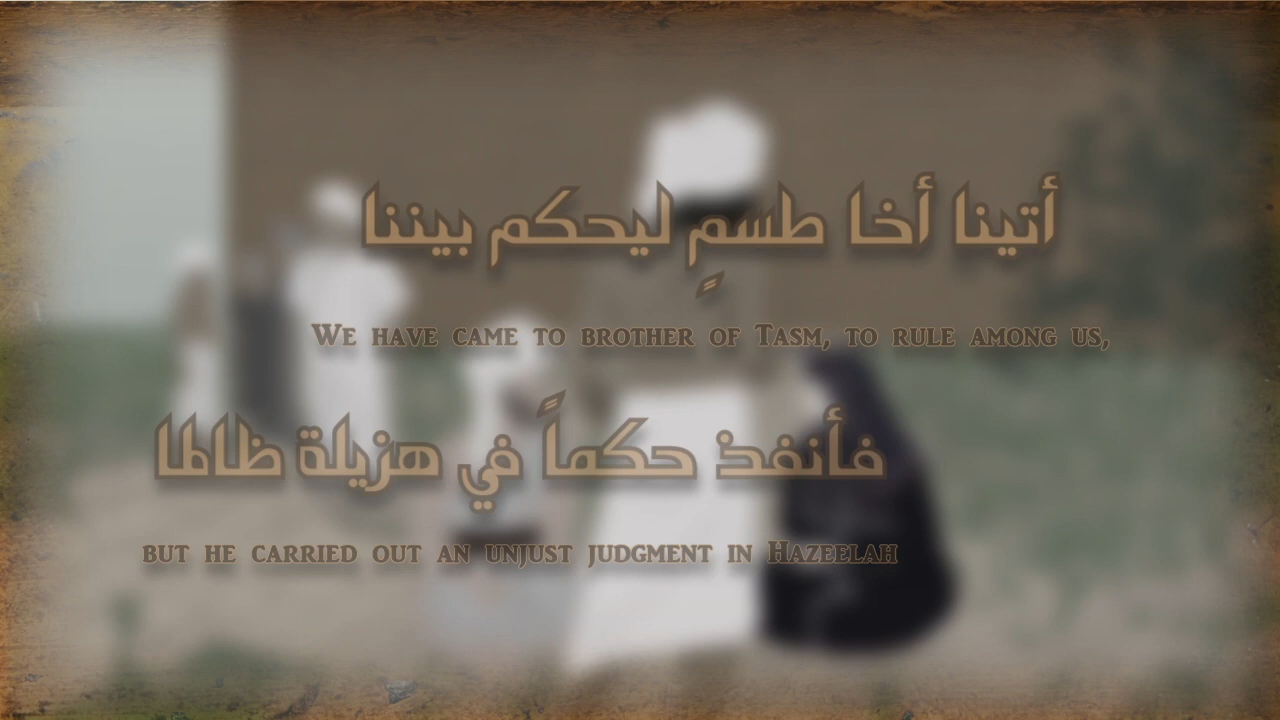 أتينا أخا طسمٍ ليحكم بيننا
We have came to brother of Tasm, to rule among us,
فأنفذ حكماً في هزيلة ظالما
but he carried out an unjust judgment in Hazeelah